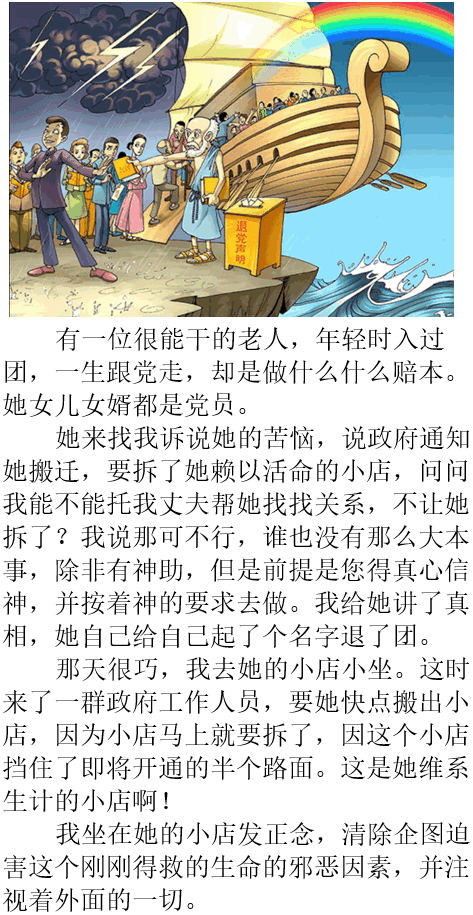 退党声明
有一位很能干的老人，年轻时入过
团，一生跟党走，却是做什么什么赔本。
她女儿女婿都是党员。
她来找我诉说她的苦恼，说政府通知
她搬迁，要拆了她赖以活命的小店，问问
我能不能托我丈夫帮她找找关系，不让她
拆了？我说那可不行，谁也没有那么大本
事，除非有神助，但是前提是您得真心信
神，并按着神的要求去做。我给她讲了真
相，她自己给自己起了个名字退了团。
那天很巧，我去她的小店小坐。这时
来了一群政府工作人员，要她快点搬出小
店，因为小店马上就要拆了，因这个小店
挡住了即将开通的半个路面。这是她维系
生计的小店啊！
我坐在她的小店发正念，清除企图迫
害这个刚刚得救的生命的邪恶因素，并注
视着外面的一切。